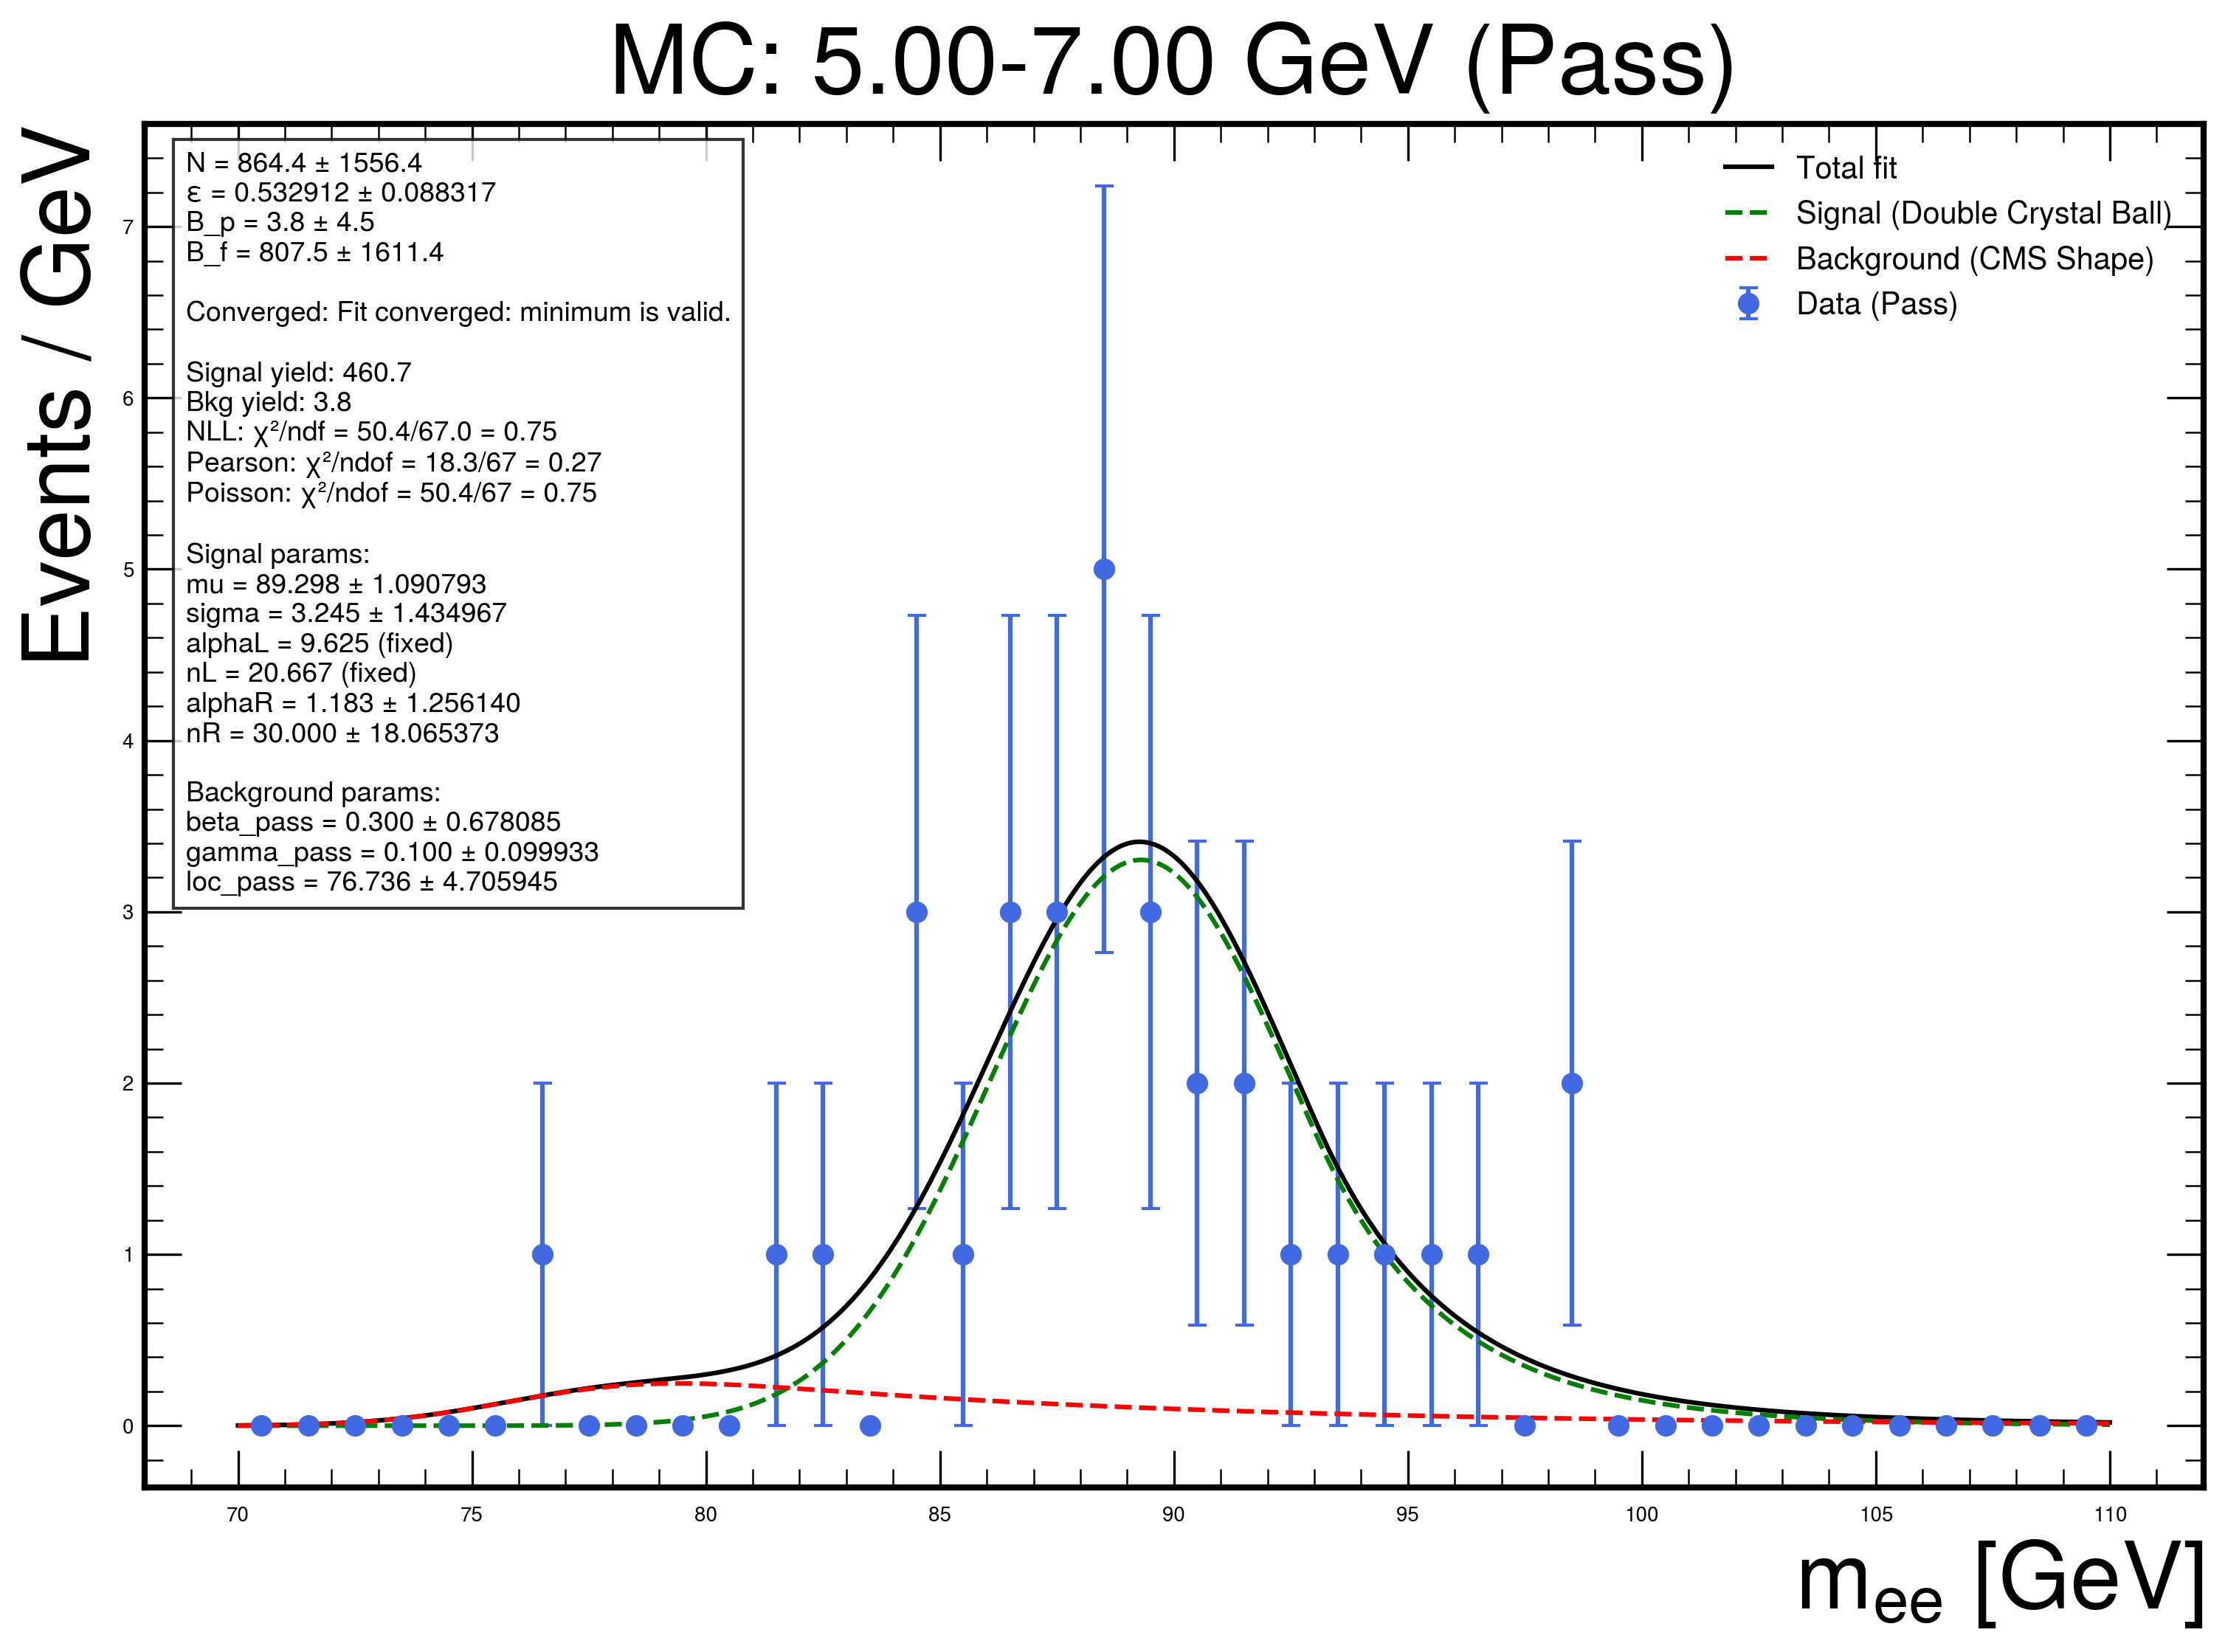 MC: 5.00-7.00 GeV (Pass)
Events / GeV
N = 864.4 ± 1556.4
ε = 0.532912 ± 0.088317
B_p = 3.8 ± 4.5
B_f = 807.5 ± 1611.4
Converged: Fit converged: minimum is valid.
Signal yield: 460.7
Bkg yield: 3.8
NLL: χ²/ndf = 50.4/67.0 = 0.75
Pearson: χ²/ndof = 18.3/67 = 0.27
Poisson: χ²/ndof = 50.4/67 = 0.75
Signal params:
mu = 89.298 ± 1.090793
sigma = 3.245 ± 1.434967
alphaL = 9.625 (fixed)
nL = 20.667 (fixed)
alphaR = 1.183 ± 1.256140
nR = 30.000 ± 18.065373
Background params:
beta_pass = 0.300 ± 0.678085
gamma_pass = 0.100 ± 0.099933
loc_pass = 76.736 ± 4.705945
Total fit
Signal (Double Crystal Ball)
Background (CMS Shape)
Data (Pass)
7
6
5
4
3
2
1
0
70 75 80 85 90 95 100 105 110
m_ee [GeV]